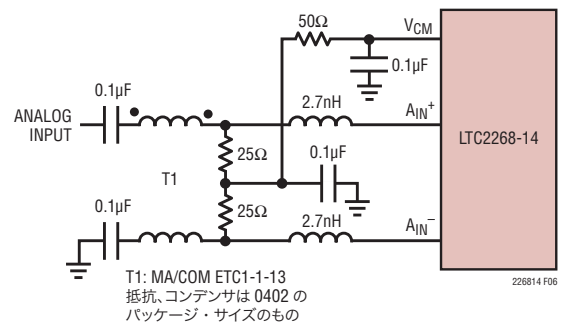 50Ω
VCM
0.1µF
0.1µF
2.7nH
AIN+
ANALOG
INPUT
LTC2268-14
25Ω
0.1µF
T1
25Ω
0.1µF
2.7nH
AIN−
T1: MA/COM ETC1-1-13
抵抗、コンデンサは 0402 の
パッケージ・サイズのもの
226814 F06